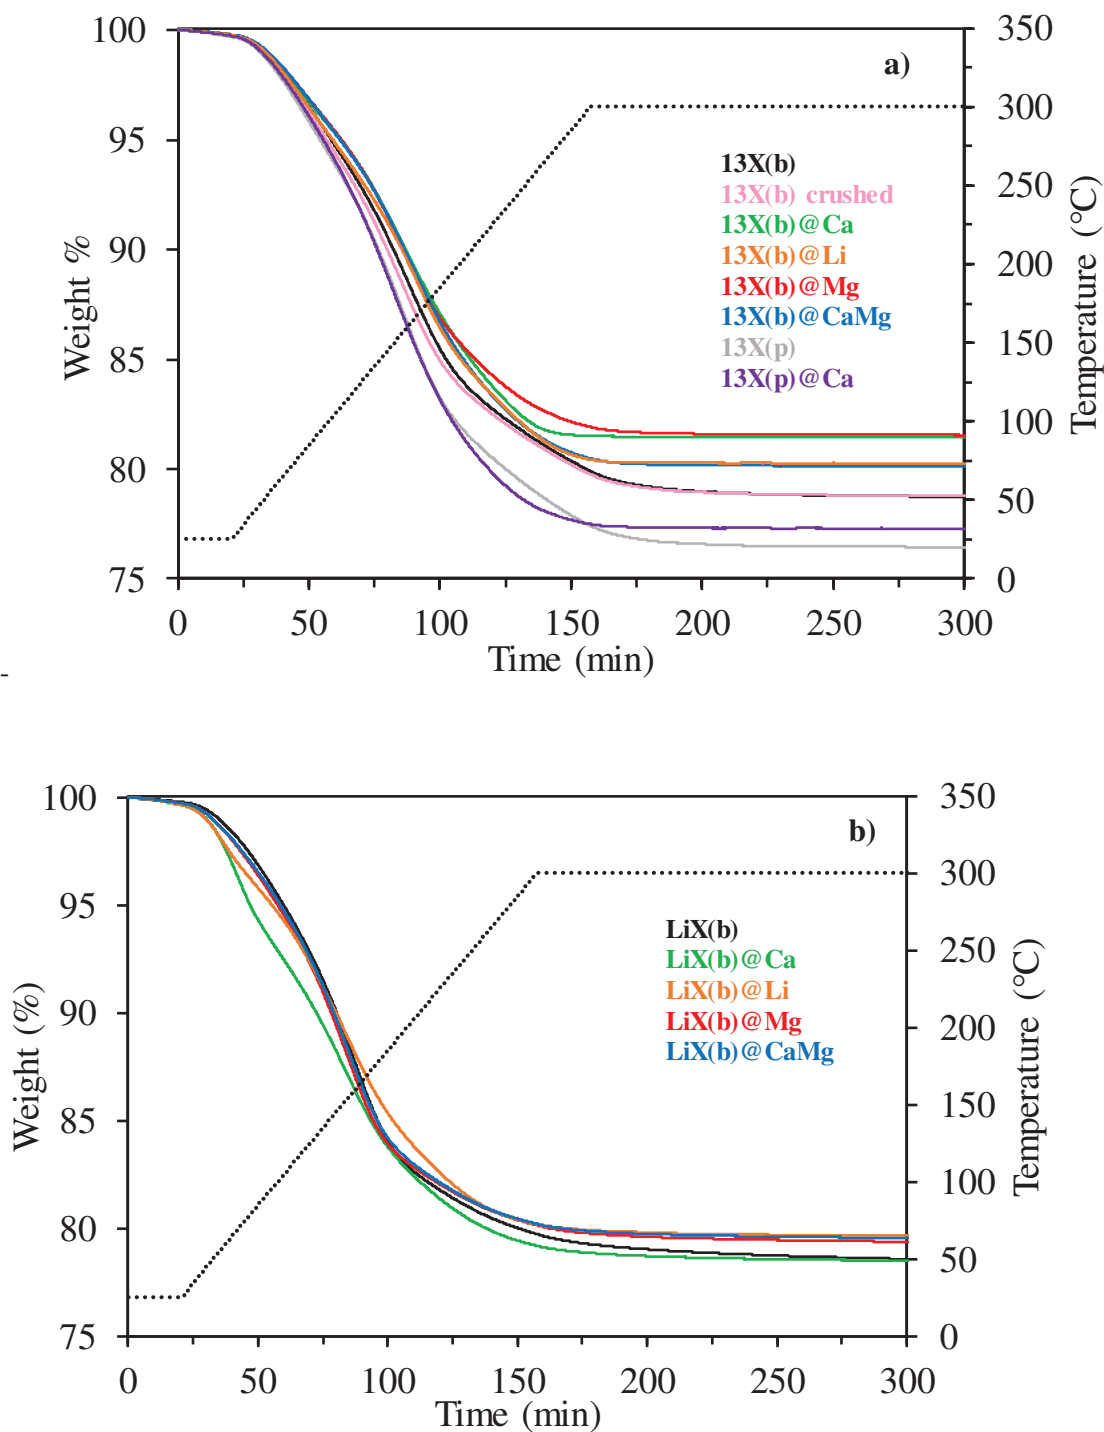 a)
100
95
90
85
80
75
Weight %
350
300
250
200
150
100
50
0
Temperature (°C)
13X(b)
13X(b) crushed
13X(b)@Ca
13X(b)@Li
13X(b)@Mg
13X(b)@CaMg
13X(p)
13X(p)@Ca
0 50 100 150 200 250 300
Time (min)
-
b)
100
95
90
85
80
75
Weight (%)
350
300
250
200
150
100
50
0
Temperature (°C)
LiX(b)
LiX(b)@Ca
LiX(b)@Li
LiX(b)@Mg
LiX(b)@CaMg
0 50 100 150 200 250 300
Time (min)